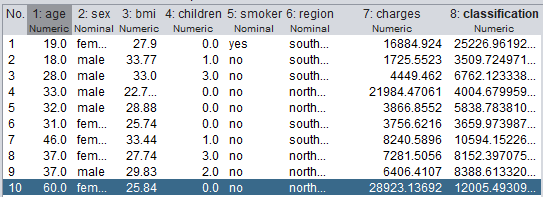 No. 1: age 2: sex 3: bmi 4: children 5: smoker 6: region 7: charges 8: classification
Numeric Nominal Numeric Numeric Nominal Nominal Numeric Numeric
1 19.0 fem... 27.9 0.0 yes south... 16884.924 25226.96192...
2 18.0 male 33.77 1.0 no south... 1725.5523 3509.724971...
3 28.0 male 33.0 3.0 no south... 4449.462 6762.123338...
4 33.0 male 22.7... 0.0 no north... 21984.47061 4004.679959...
5 32.0 male 28.88 0.0 no north... 3866.8552 5838.783810...
6 31.0 fem... 25.74 0.0 no south... 3756.6216 3659.973987...
7 46.0 fem... 33.44 1.0 no south... 8240.5896 10594.15226...
8 37.0 fem... 27.74 3.0 no north... 7281.5056 8152.397075...
9 37.0 male 29.83 2.0 no north... 6406.4107 8388.613320...
10 60.0 fem... 25.84 0.0 no north... 28923.13692 12005.49309...